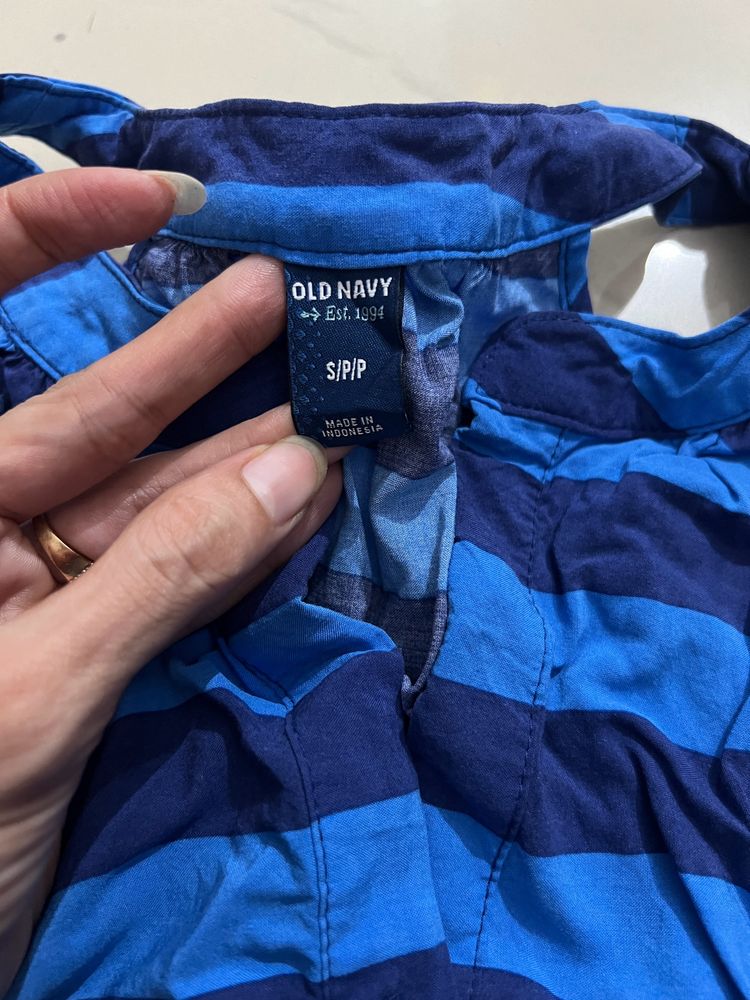 OLD NAVY
Est. 1994
S/P/P
MADE IN
INDONESIA